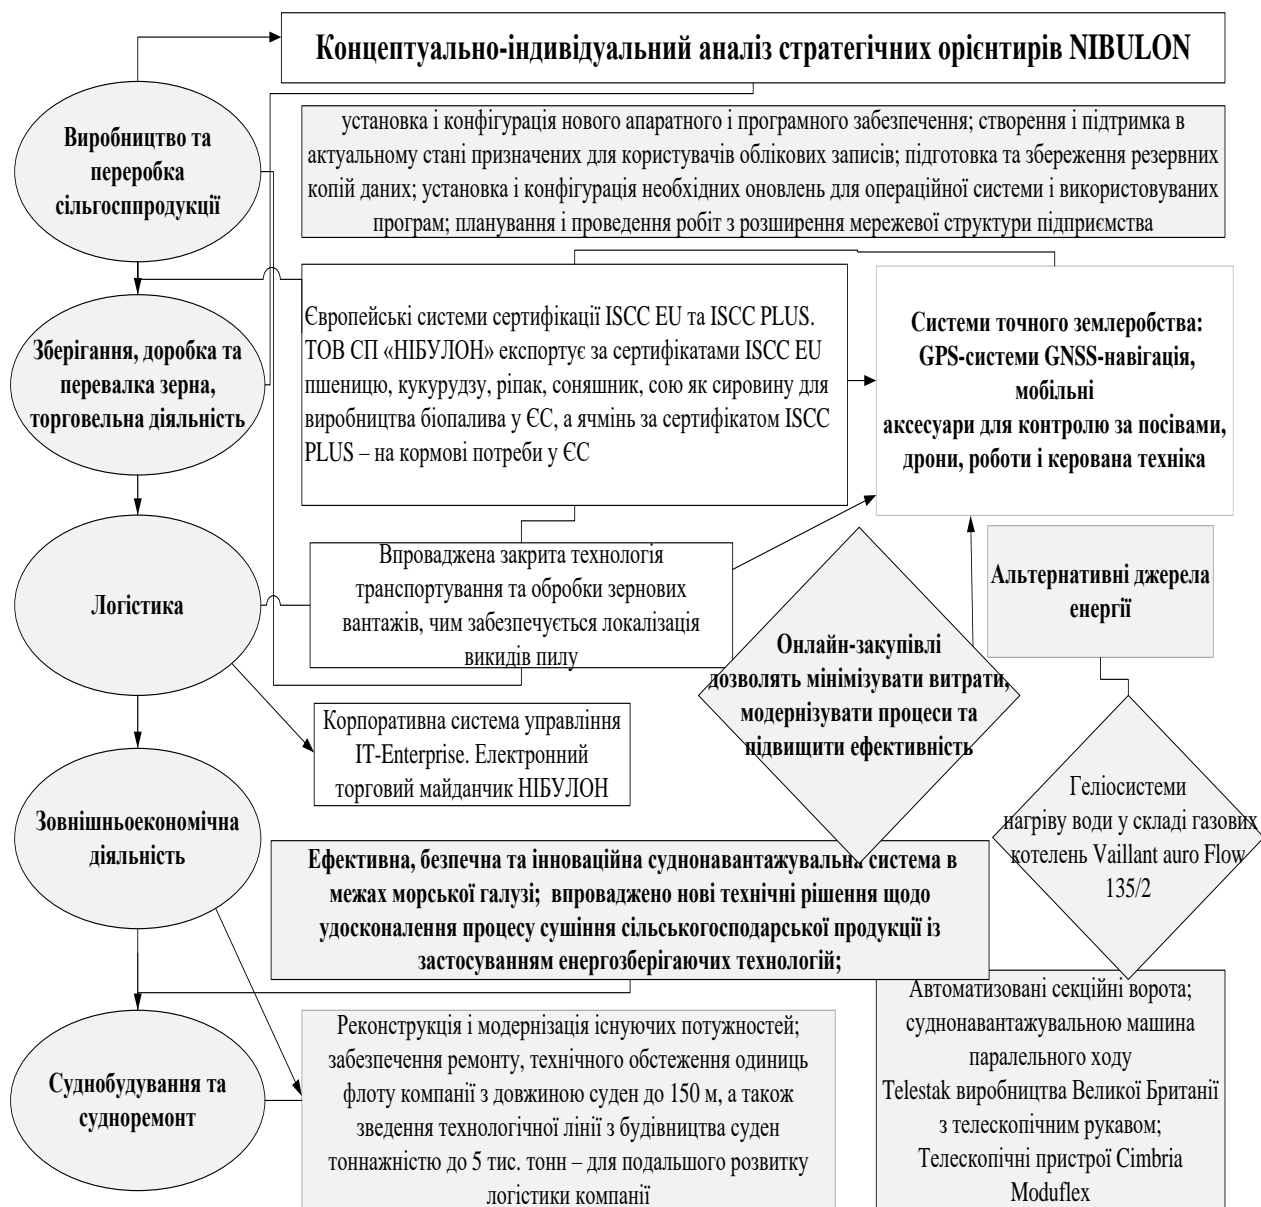 Концептуально-індивідуальний аналіз стратегічних орієнтирів NIBULON
Виробництво та
переробка
сільгосппродукції
установка і конфігурація нового апаратного і програмного забезпечення; створення і підтримка в
актуальному стані призначених для користувачів облікових записів; підготовка та збереження резервних
копій даних; установка і конфігурація необхідних оновлень для операційної системи і використовуваних
програм; планування і проведення робіт з розширення мережевої структури підприємства
Зберігання, доробка та
перевалка зерна,
торговельна діяльність
Європейські системи сертифікації ISCC EU та ISCC PLUS.
ТОВ СП «НІБУЛОН» експортує за сертифікатами ISCC EU
пшеницю, кукурудзу, ріпак, соняшник, сою як сировину для
виробництва біопалива у ЄС, а ячмінь за сертифікатом ISCC
PLUS – на кормові потреби у ЄС
Системи точного землеробства:
GPS-системи GNSS-навігація,
мобільні
аксесуари для контролю за посівами,
дрони, роботи і керована техніка
Логістика
Впроваджена закрита технологія
транспортування та обробки зернових
вантажів, чим забезпечується локалізація
викидів пилу
Альтернативні джерела
енергії
Онлайн-закупівлі
дозволять мінімізувати витрати,
модернізувати процеси та
підвищити ефективність
Корпоративна система управління
IT-Enterprise. Електронний
торговий майданчик НІБУЛОН
Геліосистеми
нагріву води у складі газових
котелень Vaillant auro Flow
135/2
Зовнішньоекономічна
діяльність
Ефективна, безпечна та інноваційна суднонавантажувальна система в
межах морської галузі;  впроваджено нові технічні рішення щодо
удосконалення процесу сушіння сільськогосподарської продукції із
застосуванням енергозберігаючих технологій;
Суднобудування та
судноремонт
Реконструкція і модернізація існуючих потужностей;
забезпечення ремонту, технічного обстеження одиниць
флоту компанії з довжиною суден до 150 м, а також
зведення технологічної лінії з будівництва суден
тоннажністю до 5 тис. тонн – для подальшого розвитку
логістики компанії
Автоматизовані секційні ворота;
суднонавантажувальною машина
паралельного ходу
Telestak виробництва Великої Британії
з телескопічним рукавом;
Телескопічні пристрої Cimbria
Moduflex